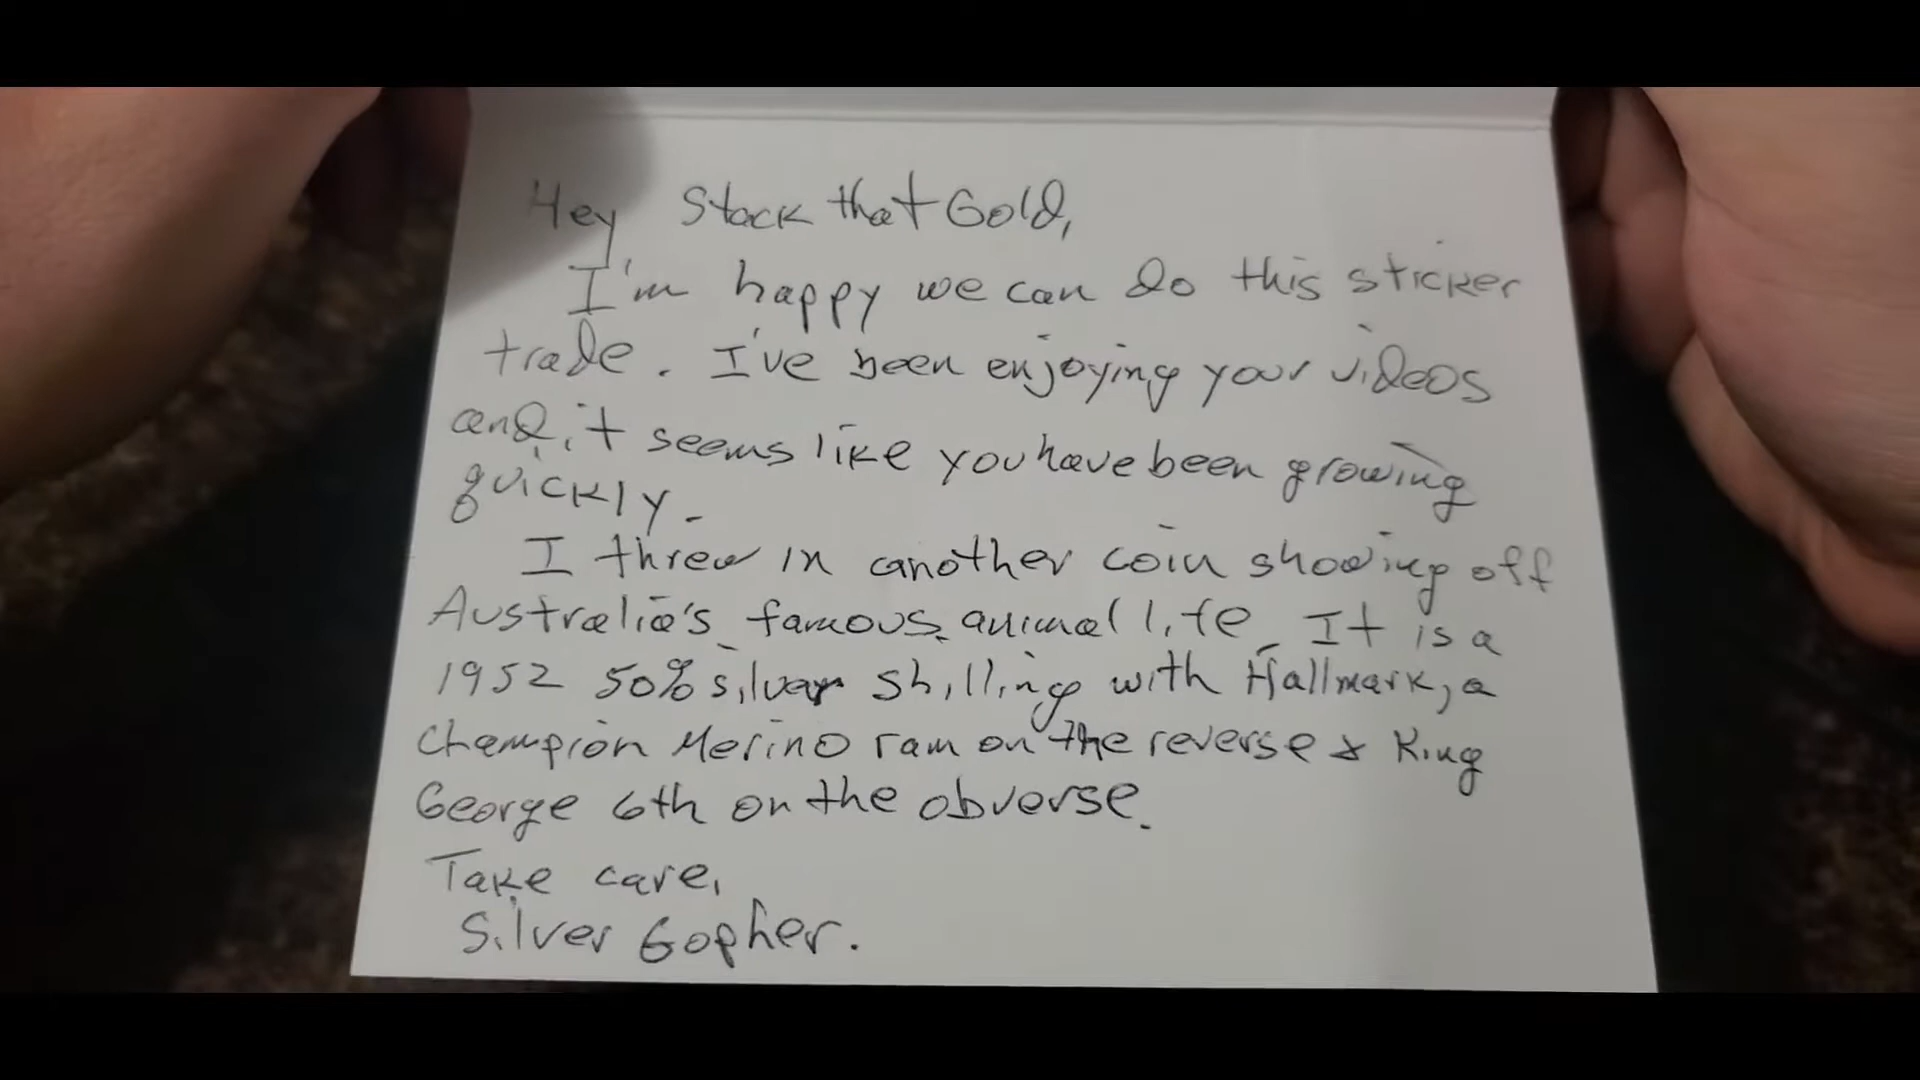 Hey Stack that Gold,
I'm happy we can do this sticker
trade. I've been enjoying your videos
and it seems like you have been growing
quickly.
I threw in another coin showing off
Australia's famous animal life. It is a
1952 50% silver shilling with Hallmark, a
champion Merino ram on the reverse & King
George 6th on the obverse.
Take care,
Silver Gopher.